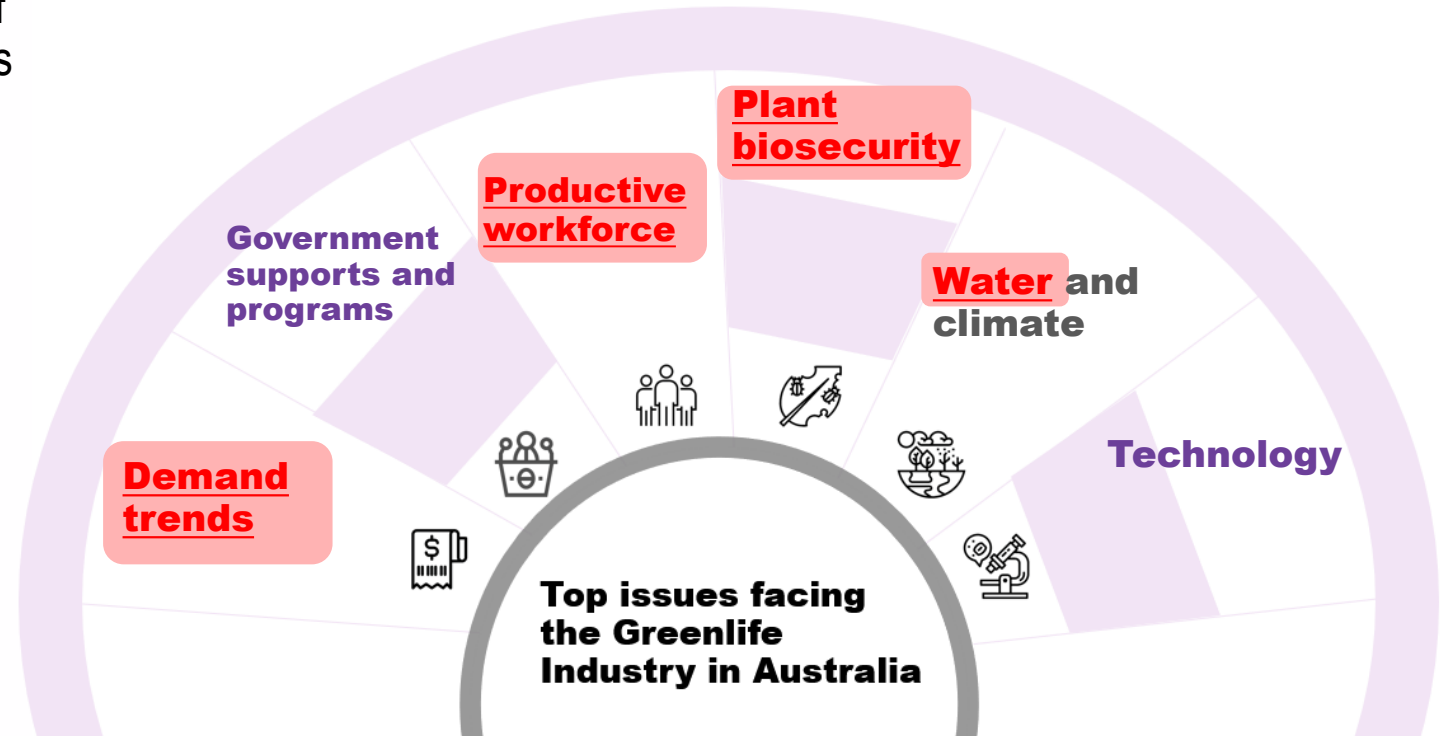 s
Plant
biosecurity
Productive
workforce
Government
supports and
programs
Water and
climate
Demand
trends
Technology
$
Top issues facing
the Greenlife
Industry in Australia